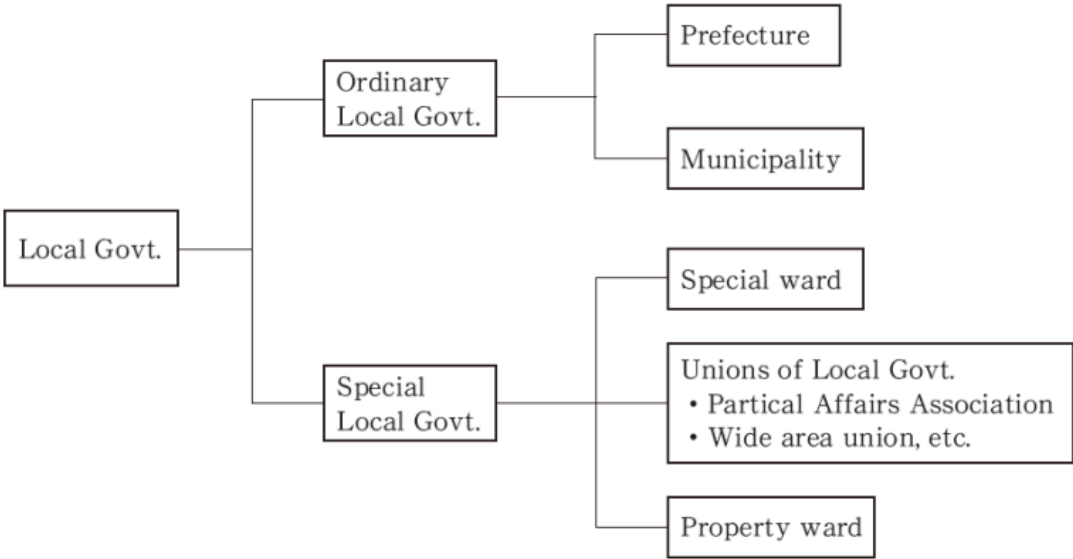 Local Govt.
Ordinary
Local Govt.
Prefecture
Municipality
Special
Local Govt.
Special ward
Unions of Local Govt.
・Partical Affairs Association
・Wide area union, etc.
Property ward